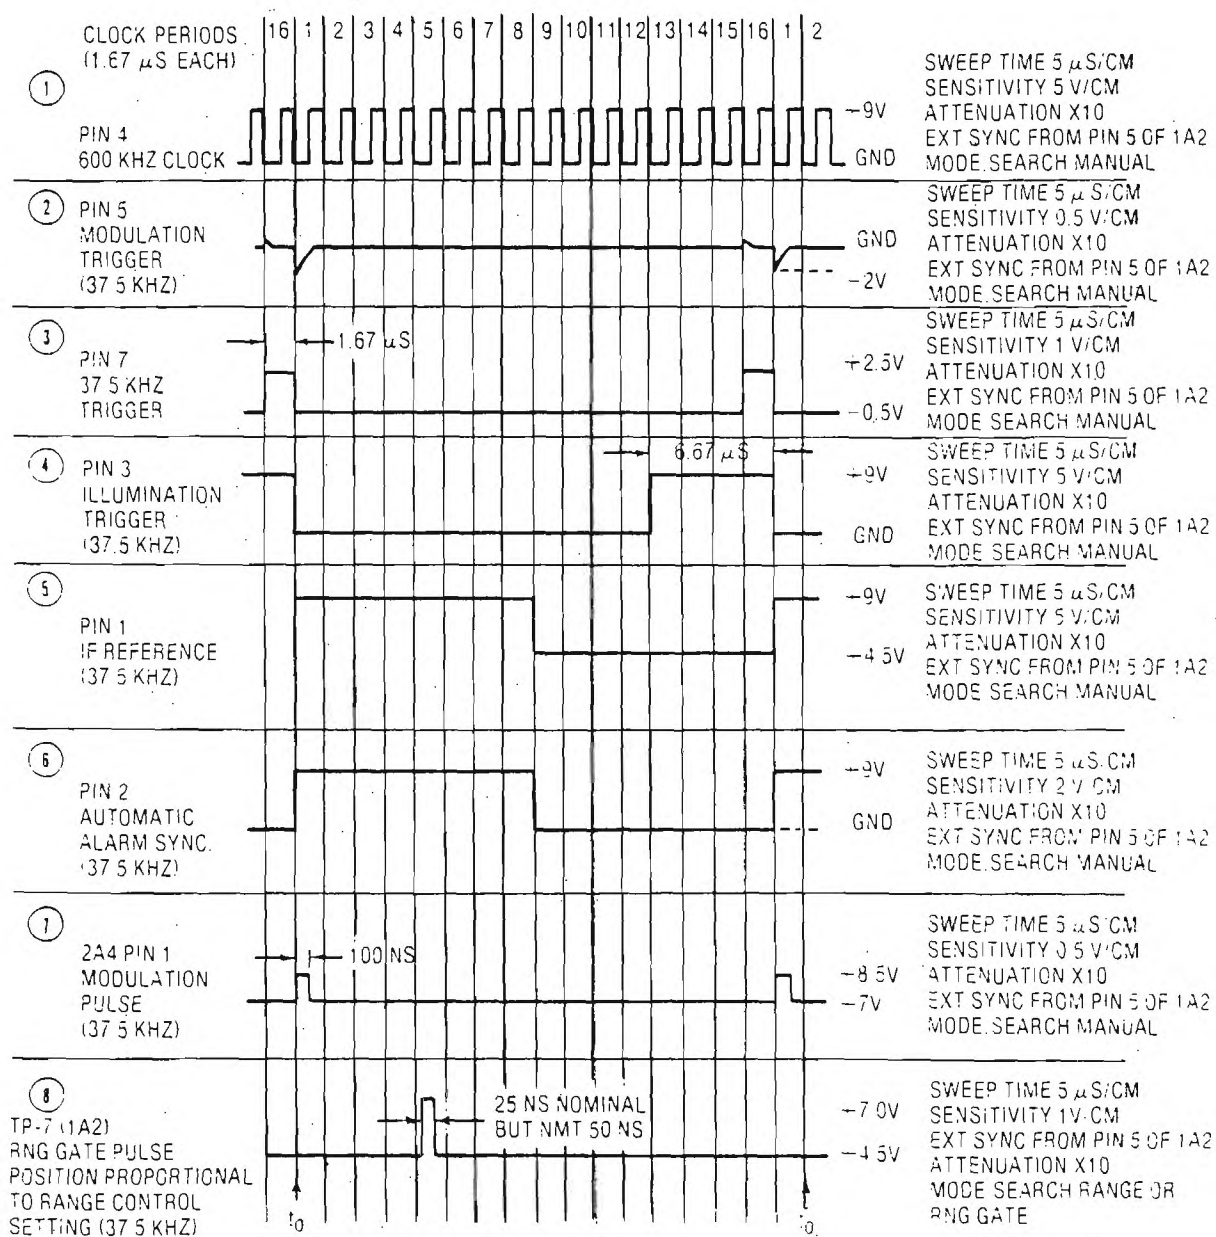 CLOCK PERIODS
(1.67 μS EACH)
16 1 2 3 4 5 6 7 8 9 10 11 12 13 14 15 16 1 2
1
PIN 4
600 KHZ CLOCK
+9V
GND
SWEEP TIME 5 μS/CM
SENSITIVITY 5 V/CM
ATTENUATION X10
EXT SYNC FROM PIN 5 OF 1A2
MODE.SEARCH MANUAL
2
PIN 5
MODULATION
TRIGGER
(37 5 KHZ)
GND
−2V
SWEEP TIME 5 μS/CM
SENSITIVITY 0.5 V/CM
ATTENUATION X10
EXT SYNC FROM PIN 5 OF 1A2
MODE.SEARCH MANUAL
3
PIN 7
37 5 KHZ
TRIGGER
1.67 μS
+2.5V
−0.5V
SWEEP TIME 5 μS/CM
SENSITIVITY 1 V/CM
ATTENUATION X10
EXT SYNC FROM PIN 5 OF 1A2
MODE SEARCH MANUAL
4
PIN 3
ILLUMINATION
TRIGGER
(37.5 KHZ)
6.67 μS
+9V
GND
SWEEP TIME 5 μS/CM
SENSITIVITY 5 V/CM
ATTENUATION X10
EXT SYNC FROM PIN 5 OF 1A2
MODE SEARCH MANUAL
5
PIN 1
IF REFERENCE
(37 5 KHZ)
+9V
+4.5V
SWEEP TIME 5 μS/CM
SENSITIVITY 5 V/CM
ATTENUATION X10
EXT SYNC FROM PIN 5 OF 1A2
MODE SEARCH MANUAL
6
PIN 2
AUTOMATIC
ALARM SYNC.
(37 5 KHZ)
+9V
GND
SWEEP TIME 5 μS/CM
SENSITIVITY 2 V/CM
ATTENUATION X10
EXT SYNC FROM PIN 5 OF 1A2
MODE SEARCH MANUAL
7
2A4 PIN 1
MODULATION
PULSE
(37 5 KHZ)
100 NS
−8.5V
−7V
SWEEP TIME 5 μS/CM
SENSITIVITY 0.5 V/CM
ATTENUATION X10
EXT SYNC FROM PIN 5 OF 1A2
MODE.SEARCH MANUAL
8
TP-7 (1A2)
RNG GATE PULSE
POSITION PROPORTIONAL
TO RANGE CONTROL
SETTING (37 5 KHZ)
25 NS NOMINAL
BUT NMT 50 NS
t0
t0
+7.0V
+4.5V
SWEEP TIME 5 μS/CM
SENSITIVITY 1V/CM
EXT SYNC FROM PIN 5 OF 1A2
ATTENUATION X10
MODE SEARCH RANGE OR
RNG GATE